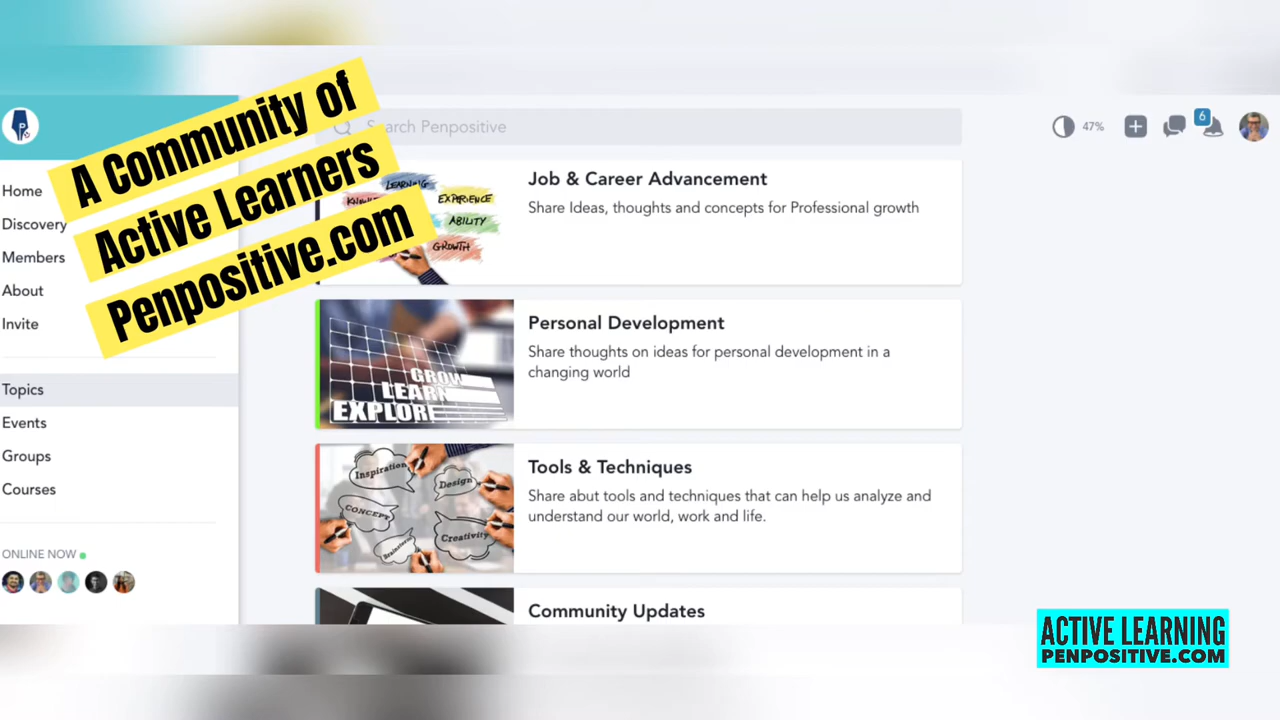 A Community of
Active Learners
Penpositive.com
P
Search Penpositive
47%
6
Home
Discovery
Members
About
Invite
Topics
Events
Groups
Courses
ONLINE NOW
LEARNING
EXPERIENCE
ABILITY
GROWTH
Job & Career Advancement
Share Ideas, thoughts and concepts for Professional growth
GROW
LEARN
EXPLORE
Personal Development
Share thoughts on ideas for personal development in a
changing world
Inspiration
Design
CONCEPT
Creativity
Tools & Techniques
Share abut tools and techniques that can help us analyze and
understand our world, work and life.
Community Updates
ACTIVE LEARNING
PENPOSITIVE.COM